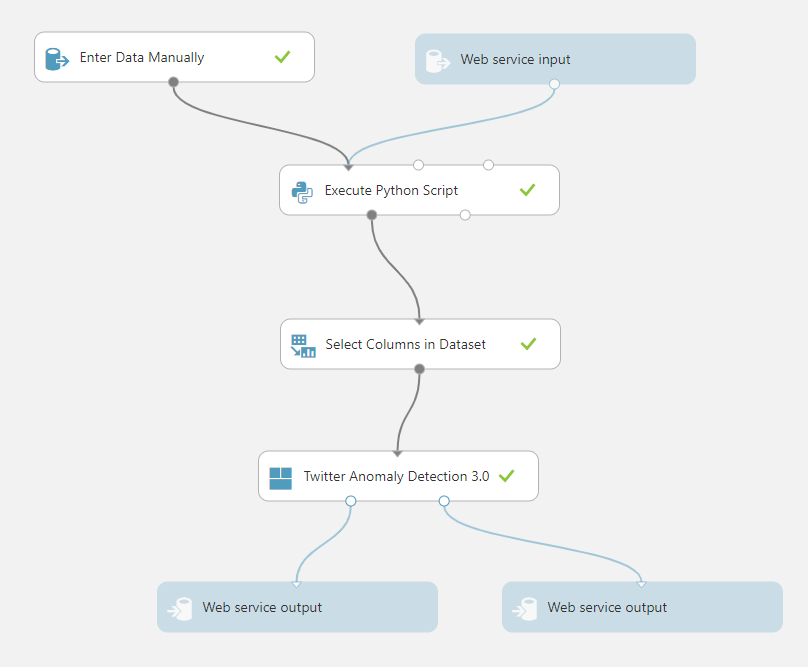 Enter Data Manually
Web service input
Execute Python Script
Select Columns in Dataset
Twitter Anomaly Detection 3.0
Web service output
Web service output